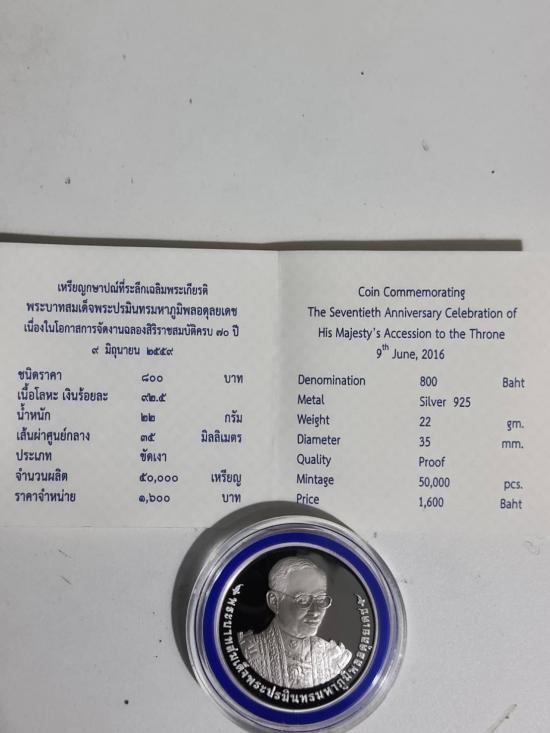 เหรียญกษาปณ์ที่ระลึกเฉลิมพระเกียรติ
พระบาทสมเด็จพระปรมินทรมหาภูมิพลอดุลยเดช
เนื่องในโอกาสการจัดงานฉลองสิริราชสมบัติครบ ๗๐ ปี
๙ มิถุนายน ๒๕๕๙
ชนิดราคา ๘๐๐ บาท
เนื้อโลหะ เงินร้อยละ ๙๒.๕
น้ำหนัก ๒๒ กรัม
เส้นผ่าศูนย์กลาง ๓๕ มิลลิเมตร
ประเภท ขัดเงา
จำนวนผลิต ๕๐,๐๐๐ เหรียญ
ราคาจำหน่าย ๑,๖๐๐ บาท
Coin Commemorating
The Seventieth Anniversary Celebration of
His Majesty's Accession to the Throne
9th June, 2016
Denomination 800 Baht
Metal Silver 925
Weight 22 gm.
Diameter 35 mm.
Quality Proof
Mintage 50,000 pcs.
Price 1,600 Baht
พระบาทสมเด็จพระปรมินทรมหาภูมิพลอดุลยเดช